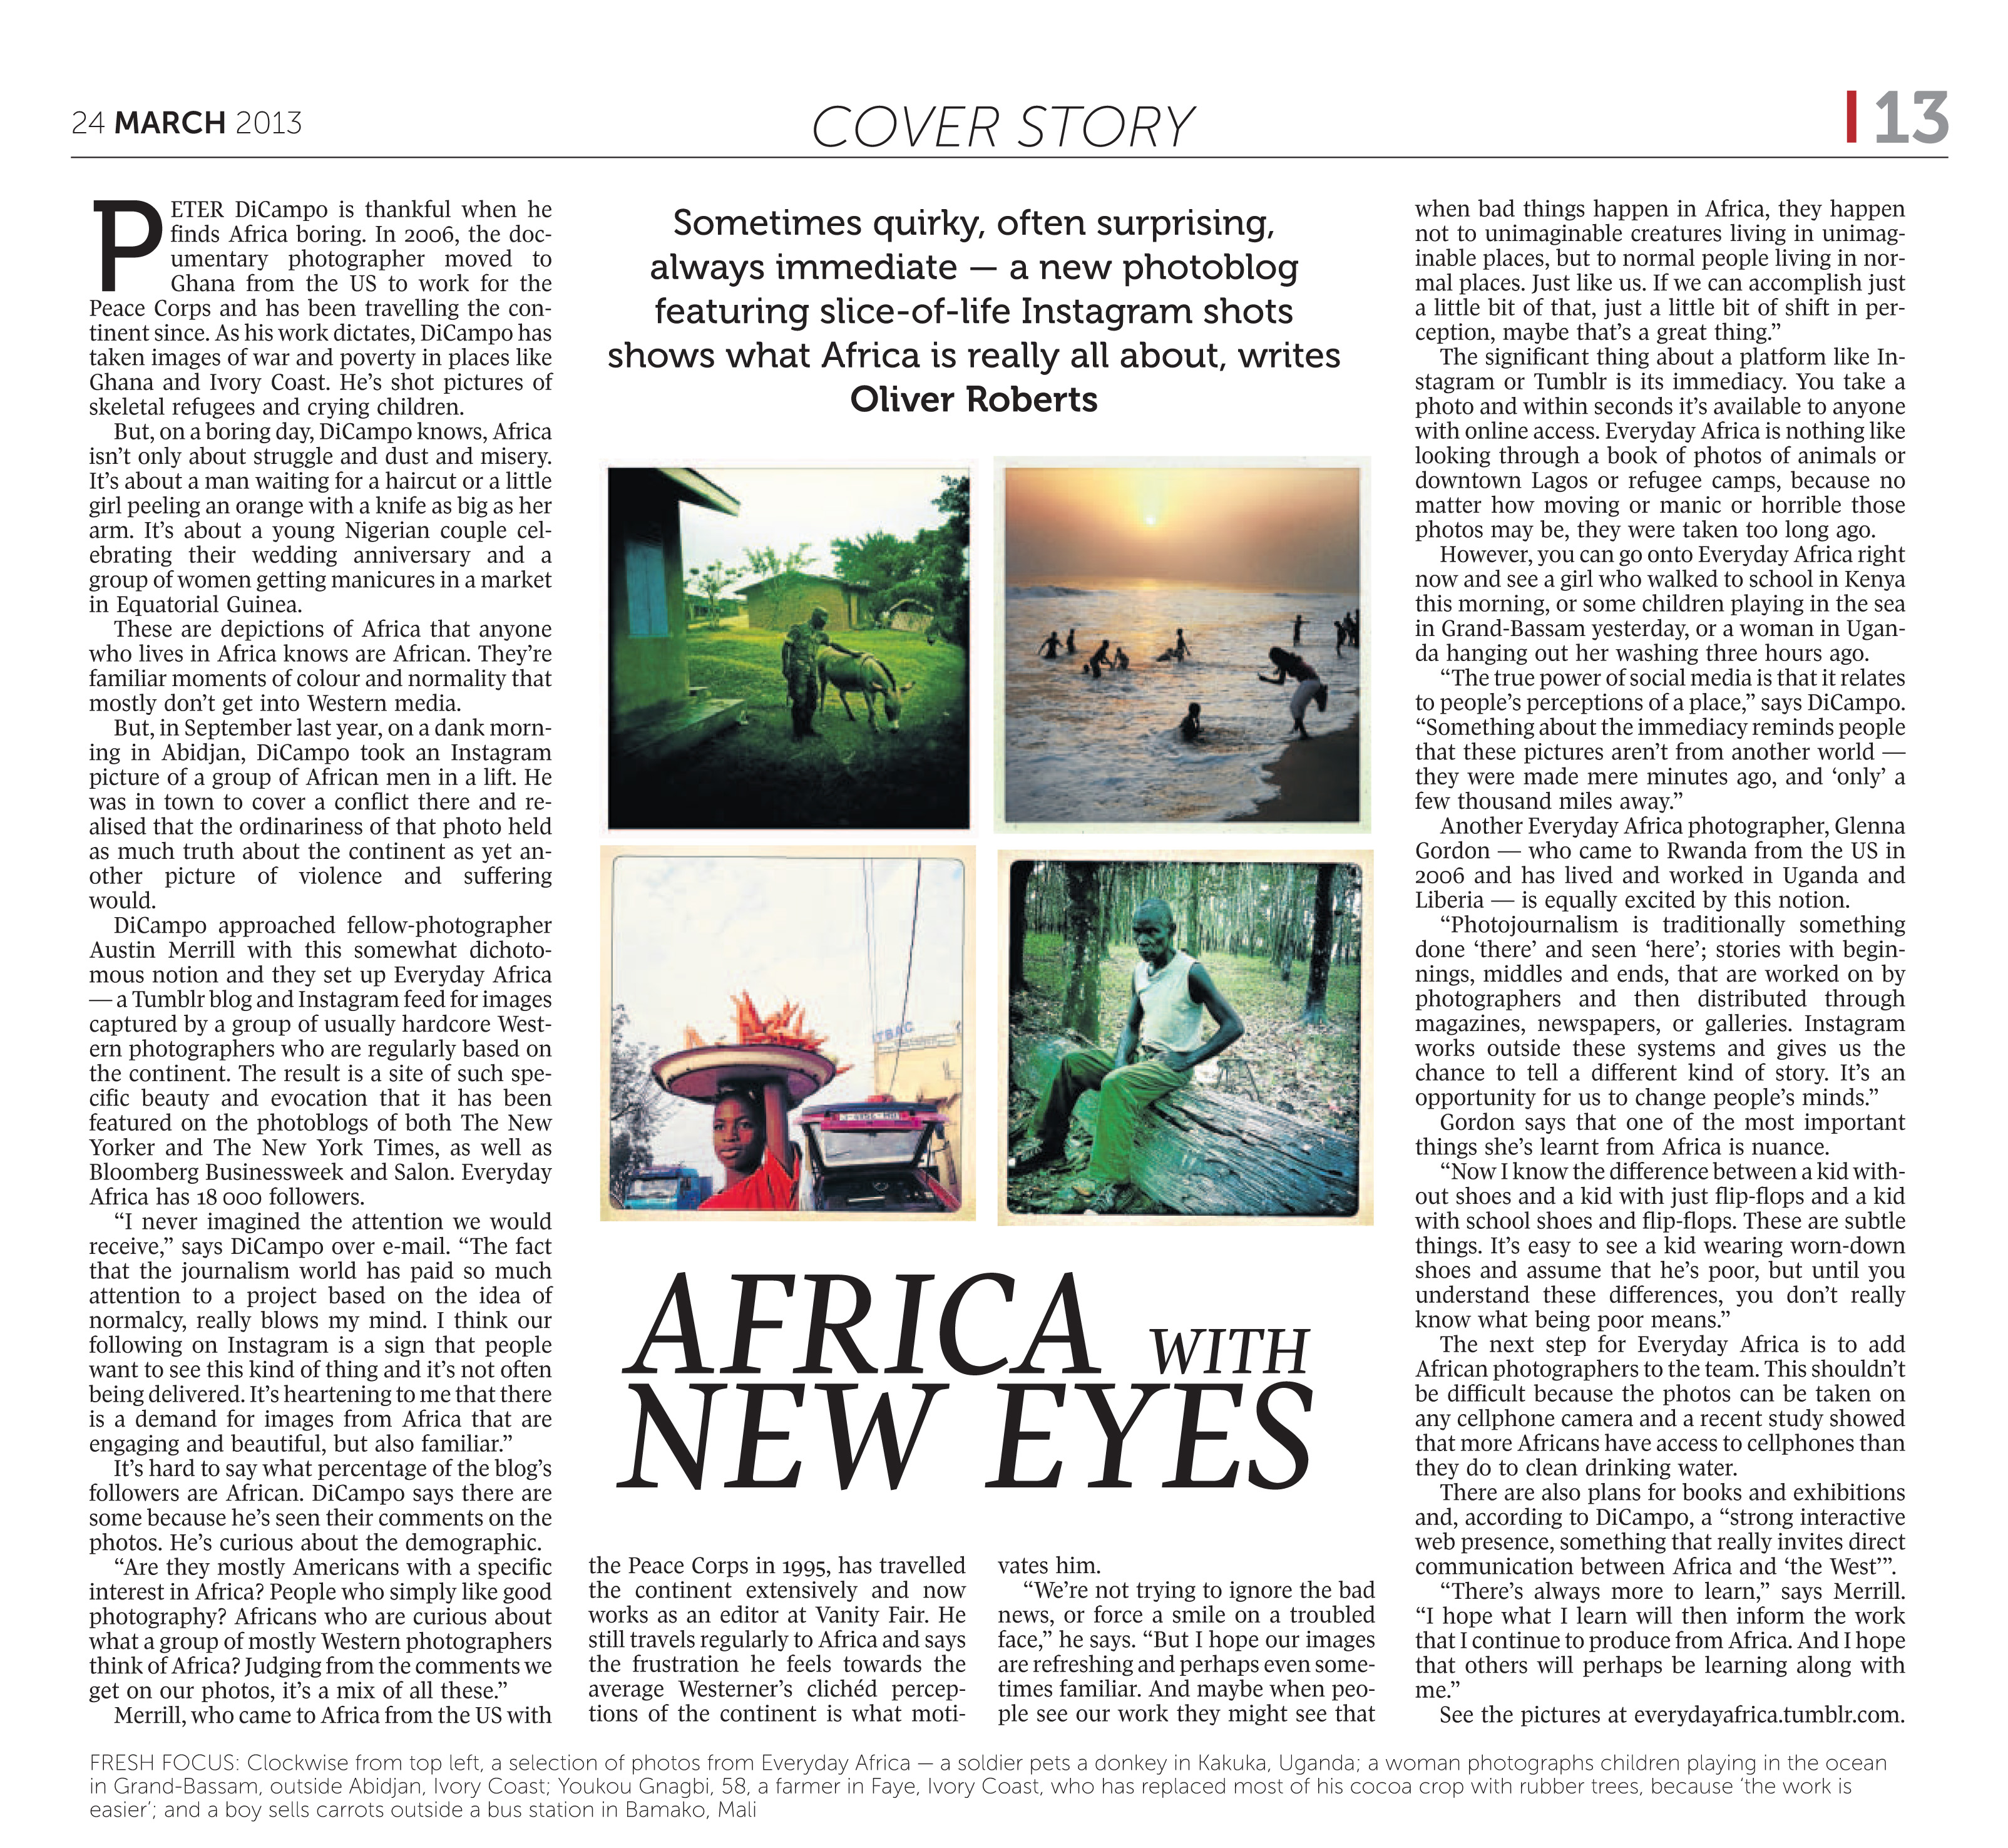 24 MARCH 2013
COVER STORY
13
PETER DiCampo is thankful when he
finds Africa boring. In 2006, the doc-
umentary photographer moved to
Ghana from the US to work for the
Peace Corps and has been travelling the con-
tinent since. As his work dictates, DiCampo has
taken images of war and poverty in places like
Ghana and Ivory Coast. He's shot pictures of
skeletal refugees and crying children.
But, on a boring day, DiCampo knows, Africa
isn't only about struggle and dust and misery.
It's about a man waiting for a haircut or a little
girl peeling an orange with a knife as big as her
arm. It's about a young Nigerian couple cel-
ebrating their wedding anniversary and a
group of women getting manicures in a market
in Equatorial Guinea.
These are depictions of Africa that anyone
who lives in Africa knows are African. They're
familiar moments of colour and normality that
mostly don't get into Western media.
But, in September last year, on a dank morn-
ing in Abidjan, DiCampo took an Instagram
picture of a group of African men in a lift. He
was in town to cover a conflict there and re-
alised that the ordinariness of that photo held
as much truth about the continent as yet an-
other picture of violence and suffering
would.
DiCampo approached fellow-photographer
Austin Merrill with this somewhat dichoto-
mous notion and they set up Everyday Africa
— a Tumblr blog and Instagram feed for images
captured by a group of usually hardcore West-
ern photographers who are regularly based on
the continent. The result is a site of such spe-
cific beauty and evocation that it has been
featured on the photoblogs of both The New
Yorker and The New York Times, as well as
Bloomberg Businessweek and Salon. Everyday
Africa has 18 000 followers.
"I never imagined the attention we would
receive," says DiCampo over e-mail. "The fact
that the journalism world has paid so much
attention to a project based on the idea of
normalcy, really blows my mind. I think our
following on Instagram is a sign that people
want to see this kind of thing and it's not often
being delivered. It's heartening to me that there
is a demand for images from Africa that are
engaging and beautiful, but also familiar."
It's hard to say what percentage of the blog's
followers are African. DiCampo says there are
some because he's seen their comments on the
photos. He's curious about the demographic.
"Are they mostly Americans with a specific
interest in Africa? People who simply like good
photography? Africans who are curious about
what a group of mostly Western photographers
think of Africa? Judging from the comments we
get on our photos, it's a mix of all these."
Merrill, who came to Africa from the US with
Sometimes quirky, often surprising,
always immediate — a new photoblog
featuring slice-of-life Instagram shots
shows what Africa is really all about, writes
Oliver Roberts
AFRICA WITH
NEW EYES
the Peace Corps in 1995, has travelled
the continent extensively and now
works as an editor at Vanity Fair. He
still travels regularly to Africa and says
the frustration he feels towards the
average Westerner's clichéd percep-
tions of the continent is what moti-
vates him.
"We're not trying to ignore the bad
news, or force a smile on a troubled
face," he says. "But I hope our images
are refreshing and perhaps even some-
times familiar. And maybe when peo-
ple see our work they might see that
when bad things happen in Africa, they happen
not to unimaginable creatures living in unimag-
inable places, but to normal people living in nor-
mal places. Just like us. If we can accomplish just
a little bit of that, just a little bit of shift in per-
ception, maybe that's a great thing."
The significant thing about a platform like In-
stagram or Tumblr is its immediacy. You take a
photo and within seconds it's available to anyone
with online access. Everyday Africa is nothing like
looking through a book of photos of animals or
downtown Lagos or refugee camps, because no
matter how moving or manic or horrible those
photos may be, they were taken too long ago.
However, you can go onto Everyday Africa right
now and see a girl who walked to school in Kenya
this morning, or some children playing in the sea
in Grand-Bassam yesterday, or a woman in Ugan-
da hanging out her washing three hours ago.
"The true power of social media is that it relates
to people's perceptions of a place," says DiCampo.
"Something about the immediacy reminds people
that these pictures aren't from another world —
they were made mere minutes ago, and 'only' a
few thousand miles away."
Another Everyday Africa photographer, Glenna
Gordon — who came to Rwanda from the US in
2006 and has lived and worked in Uganda and
Liberia — is equally excited by this notion.
"Photojournalism is traditionally something
done 'there' and seen 'here'; stories with begin-
nings, middles and ends, that are worked on by
photographers and then distributed through
magazines, newspapers, or galleries. Instagram
works outside these systems and gives us the
chance to tell a different kind of story. It's an
opportunity for us to change people's minds."
Gordon says that one of the most important
things she's learnt from Africa is nuance.
"Now I know the difference between a kid with-
out shoes and a kid with just flip-flops and a kid
with school shoes and flip-flops. These are subtle
things. It's easy to see a kid wearing worn-down
shoes and assume that he's poor, but until you
understand these differences, you don't really
know what being poor means."
The next step for Everyday Africa is to add
African photographers to the team. This shouldn't
be difficult because the photos can be taken on
any cellphone camera and a recent study showed
that more Africans have access to cellphones than
they do to clean drinking water.
There are also plans for books and exhibitions
and, according to DiCampo, a "strong interactive
web presence, something that really invites direct
communication between Africa and 'the West'".
"There's always more to learn," says Merrill.
"I hope what I learn will then inform the work
that I continue to produce from Africa. And I hope
that others will perhaps be learning along with
me."
See the pictures at everydayafrica.tumblr.com.
FRESH FOCUS: Clockwise from top left, a selection of photos from Everyday Africa — a soldier pets a donkey in Kakuka, Uganda; a woman photographs children playing in the ocean
in Grand-Bassam, outside Abidjan, Ivory Coast; Youkou Gnagbi, 58, a farmer in Faye, Ivory Coast, who has replaced most of his cocoa crop with rubber trees, because 'the work is
easier'; and a boy sells carrots outside a bus station in Bamako, Mali